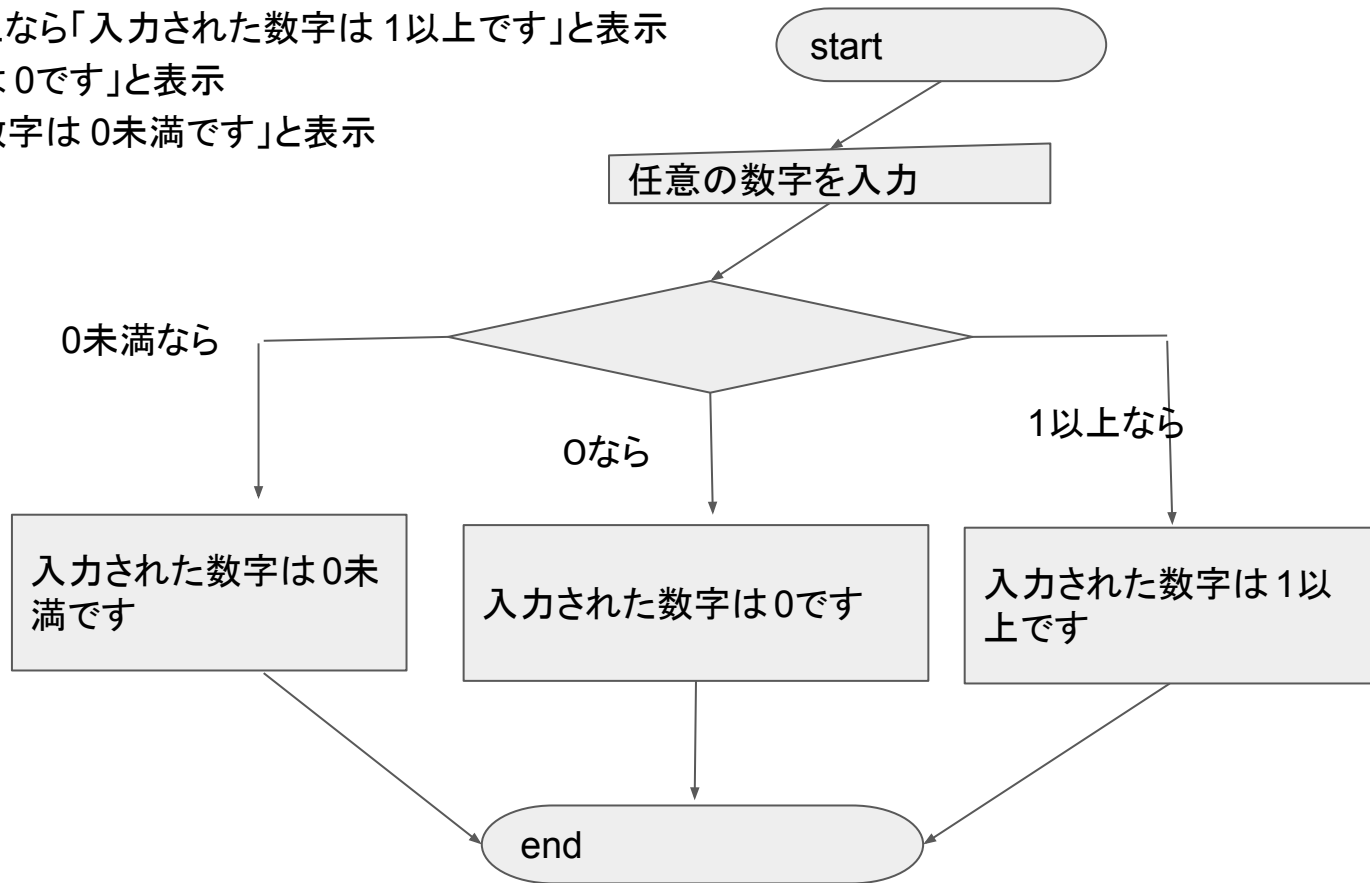 なら「入力された数字は 1以上です」と表示
0です」と表示
字は 0未満です」と表示
start
任意の数字を入力
0未満なら
0なら
1以上なら
入力された数字は 0未
満です
入力された数字は 0です
入力された数字は 1以
上です
end